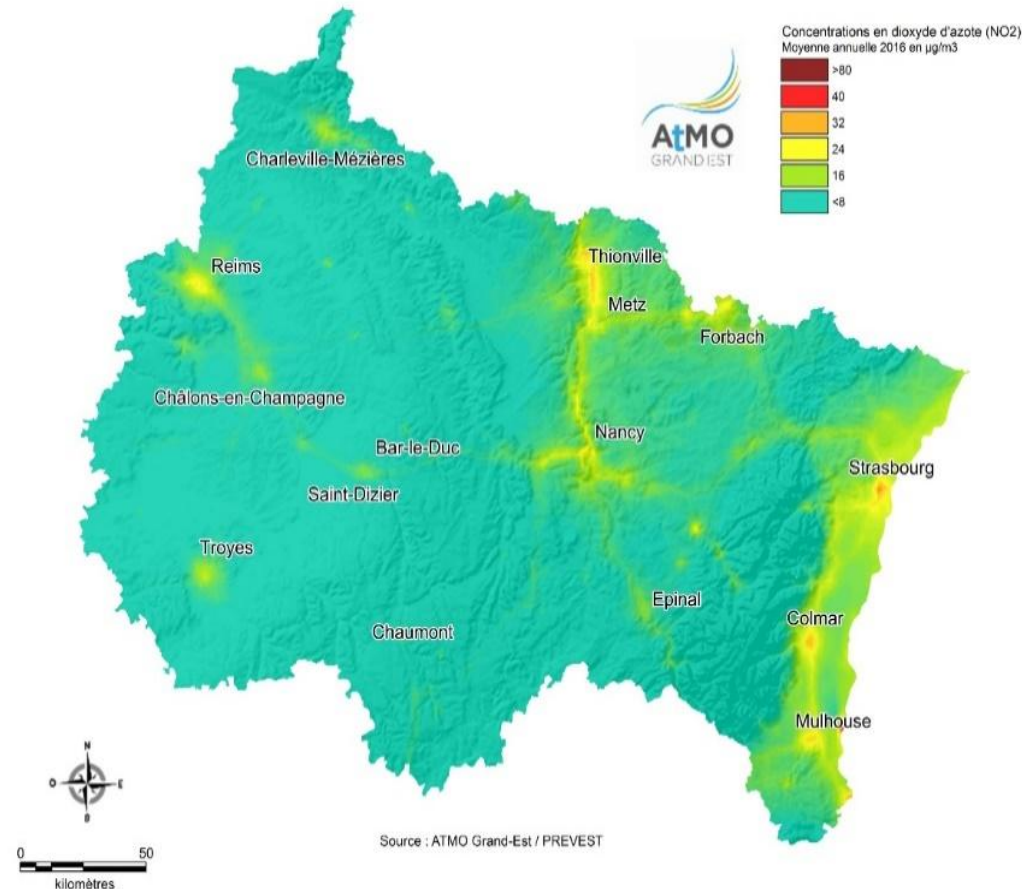 Concentrations en dioxyde d'azote (NO2)
Moyenne annuelle 2016 en µg/m3
>80
40
32
24
16
<8
AtMO
GRAND EST
Charleville-Mézières
Reims
Thionville
Metz
Forbach
Châlons-en-Champagne
Nancy
Bar-le-Duc
Strasbourg
Saint-Dizier
Troyes
Epinal
Colmar
Chaumont
Mulhouse
N
O E
S
Source : ATMO Grand-Est / PREVEST
0 50
kilomètres